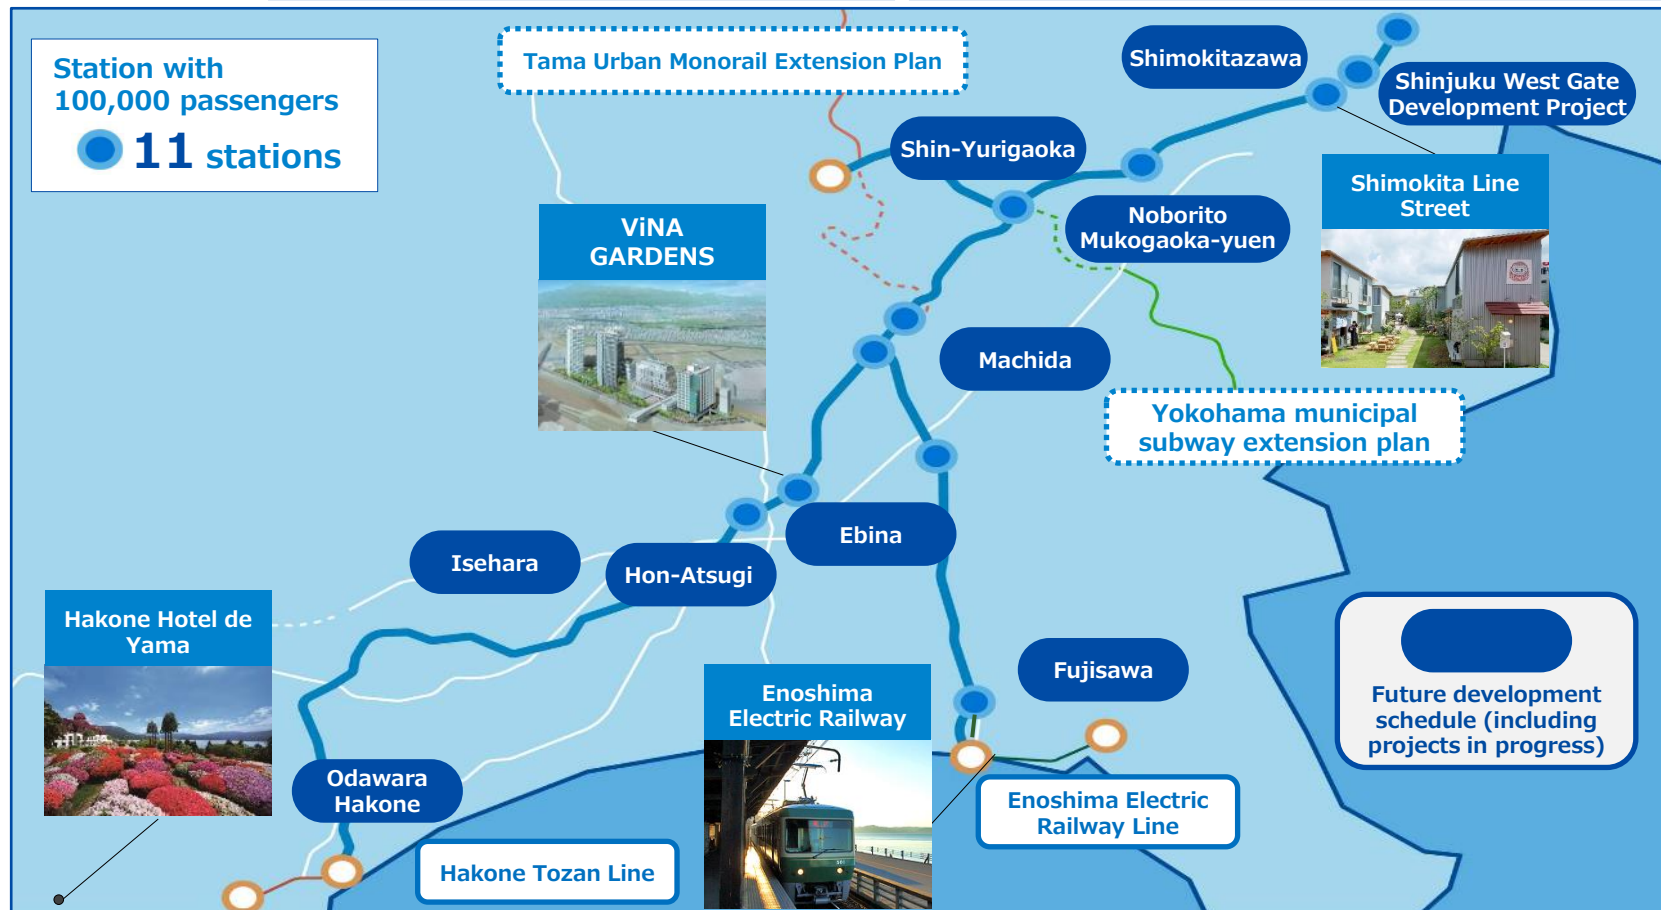 Station with
100,000 passengers
11 stations
Tama Urban Monorail Extension Plan
Shimokitazawa
Shinjuku West Gate
Development Project
Shin-Yurigaoka
Shimokita Line
Street
Noborito
Mukogaoka-yuen
ViNA
GARDENS
Machida
Yokohama municipal
subway extension plan
Ebina
Isehara
Hon-Atsugi
Hakone Hotel de
Yama
Fujisawa
Enoshima
Electric Railway
Future development
schedule (including
projects in progress)
Odawara
Hakone
Enoshima Electric
Railway Line
Hakone Tozan Line